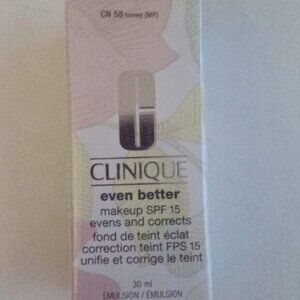 CN 58 honey (MF)
C
CLINIQUE
even better
makeup SPF 15
evens and corrects
fond de teint éclat
correction teint FPS 15
unifie et corrige le teint
30 ml
EMULSION / ÉMULSION